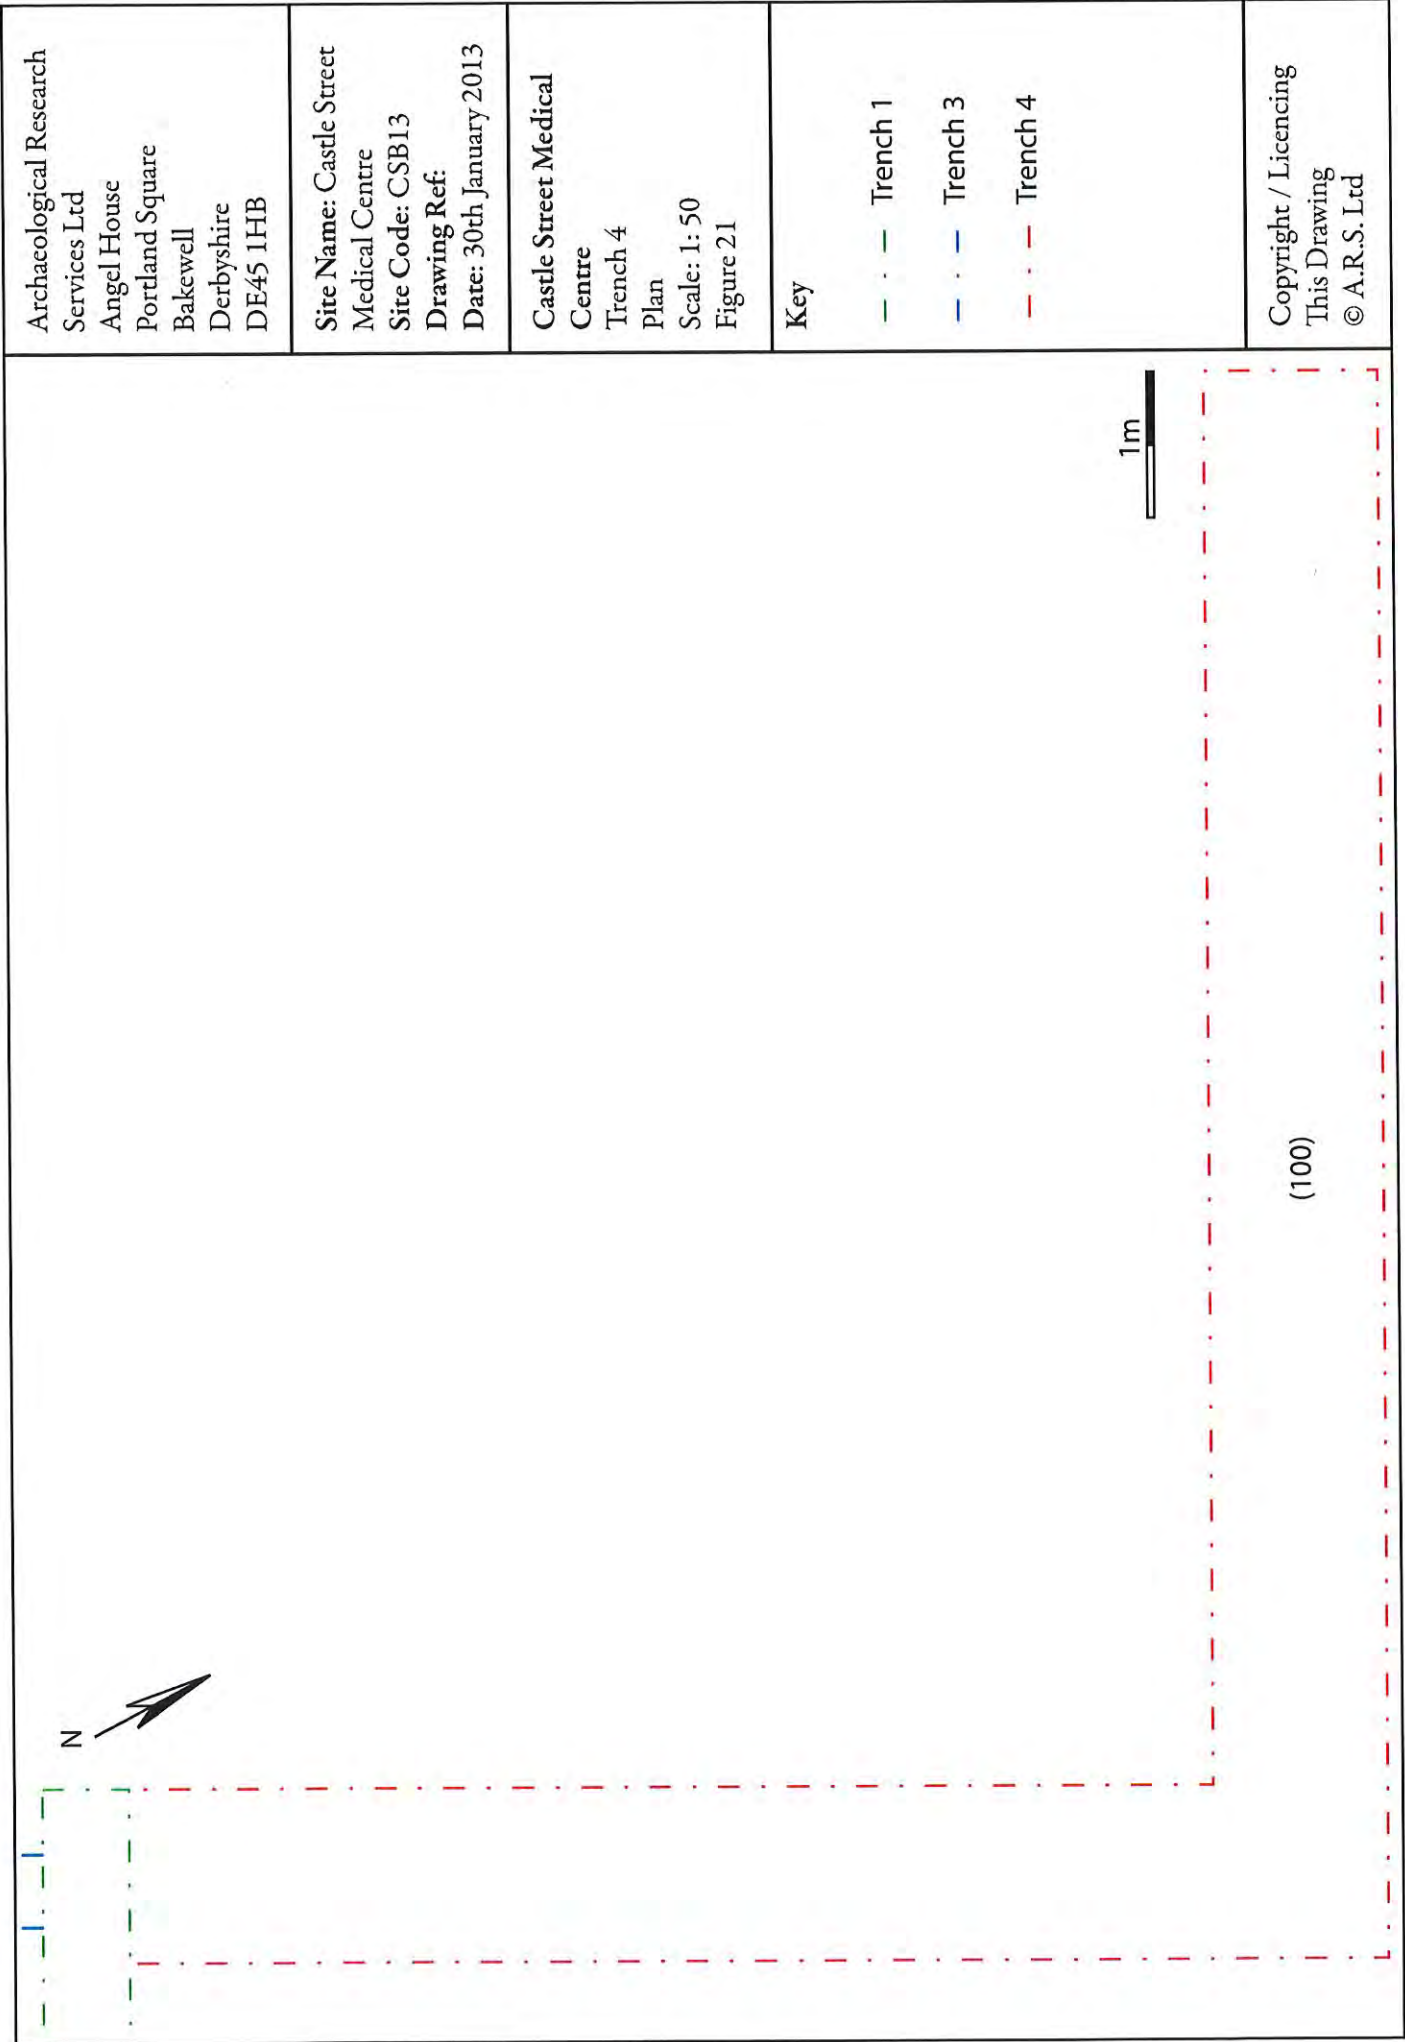 Archaeological Research
Services Ltd
Angel House
Portland Square
Bakewell
Derbyshire
DE45 1HB
Site Name: Castle Street
Medical Centre
Site Code: CSB13
Drawing Ref:
Date: 30th January 2013
Castle Street Medical
Centre
Trench 4
Plan
Scale: 1: 50
Figure 21
Key
Trench 1
Trench 3
Trench 4
Copyright / Licencing
This Drawing
© A.R.S. Ltd
N
1m
(100)